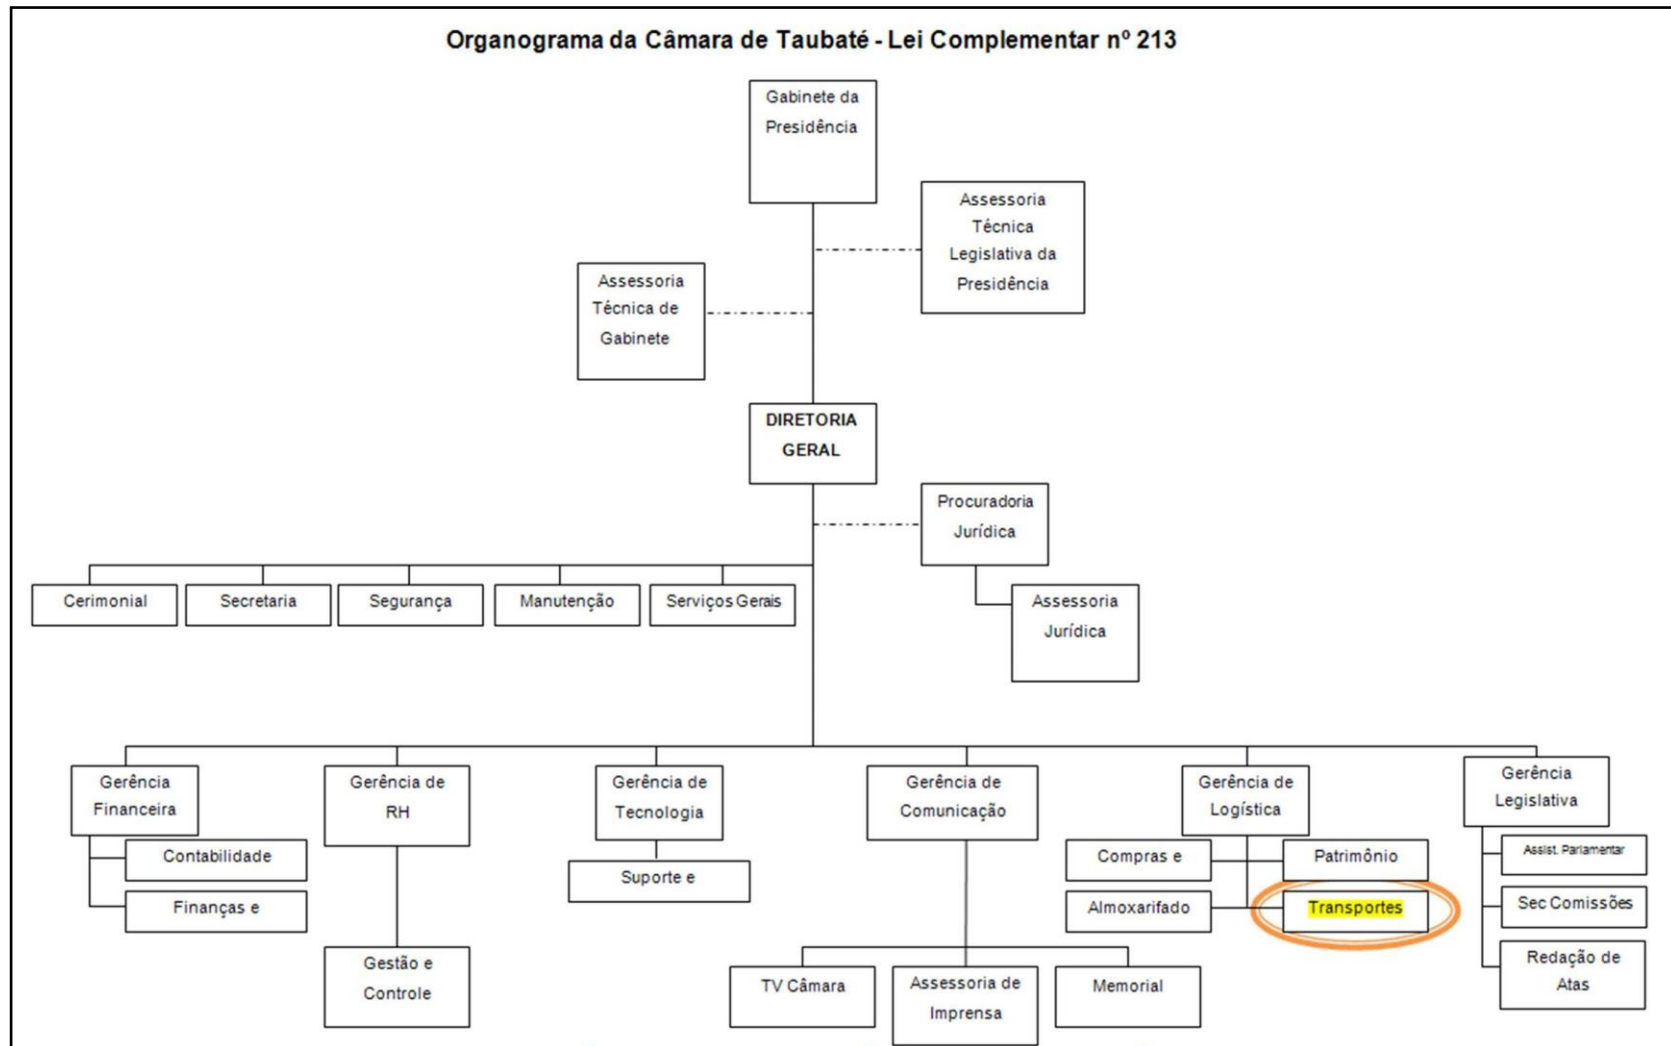 Organograma da Câmara de Taubaté - Lei Complementar nº 213
Gabinete da
Presidência
Assessoria
Técnica
Legislativa da
Presidência
Assessoria
Técnica de
Gabinete
DIRETORIA
GERAL
Procuradoria
Jurídica
Assessoria
Jurídica
Cerimonial
Secretaria
Segurança
Manutenção
Serviços Gerais
Gerência
Financeira
Contabilidade
Finanças e
Gerência de
RH
Gestão e
Controle
Gerência de
Tecnologia
Suporte e
Gerência de
Comunicação
TV Câmara
Assessoria de
Imprensa
Memorial
Gerência de
Logística
Compras e
Patrimônio
Almoxarifado
Transportes
Gerência
Legislativa
Assist. Parlamentar
Sec Comissões
Redação de
Atas